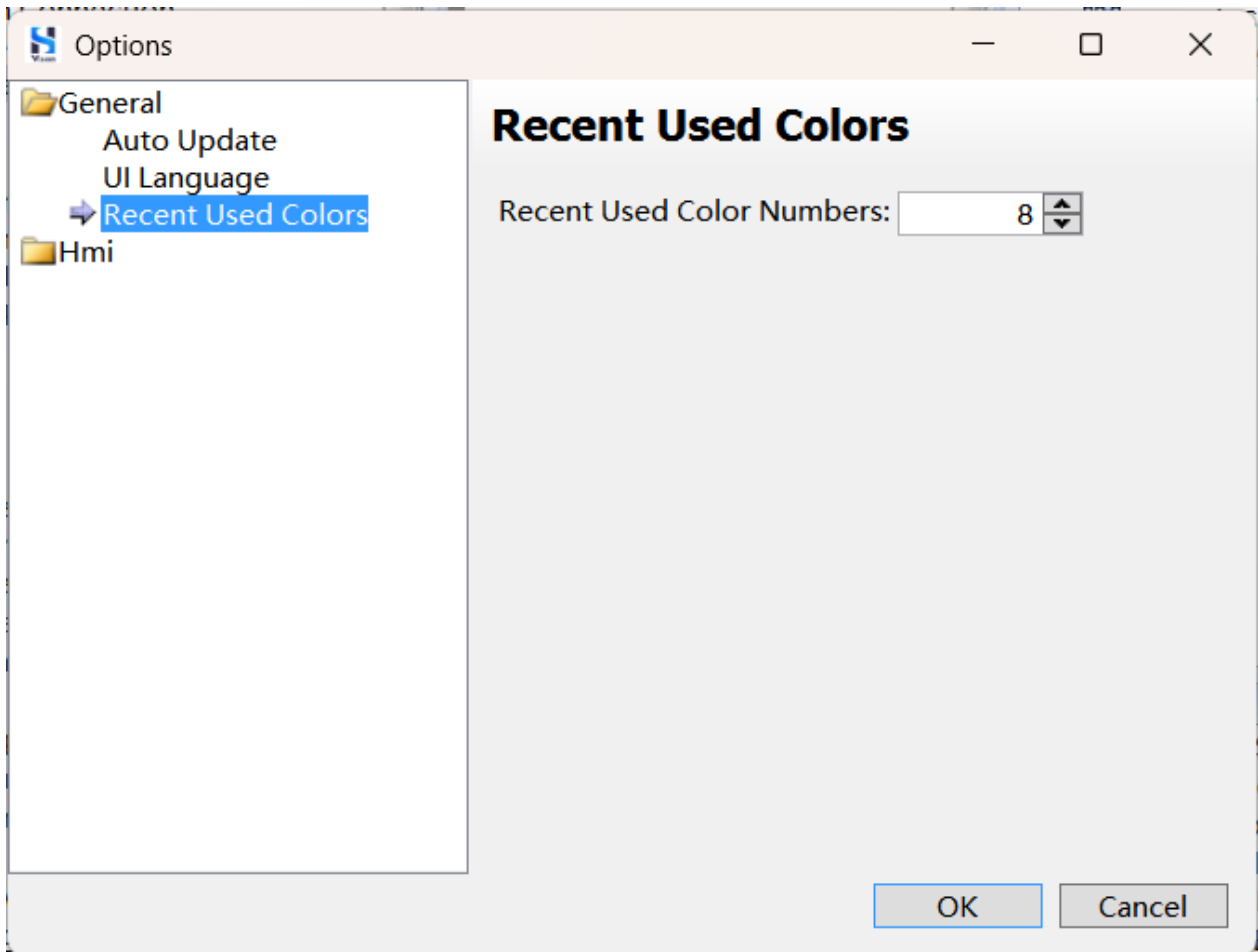 Options
General
Auto Update
UI Language
Recent Used Colors
Hmi
Recent Used Colors
Recent Used Color Numbers: 8
OK
Cancel